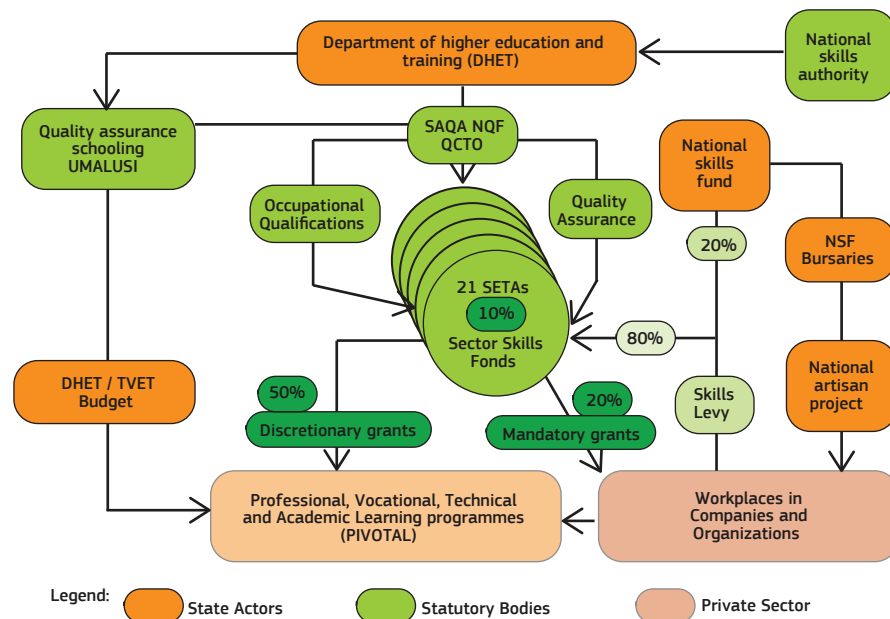 Department of higher education and
training (DHET)
National
skills
authority
Quality assurance
schooling
UMALUSI
SAQA NQF
QCTO
National
skills
fund
Occupational
Qualifications
Quality
Assurance
20%
NSF
Bursaries
21 SETAs
10%
Sector Skills
Fonds
80%
DHET / TVET
Budget
50%
Discretionary grants
20%
Mandatory grants
Skills
Levy
National
artisan
project
Professional, Vocational, Technical
and Academic Learning programmes
(PIVOTAL)
Workplaces in
Companies and
Organizations
Legend:
State Actors
Statutory Bodies
Private Sector